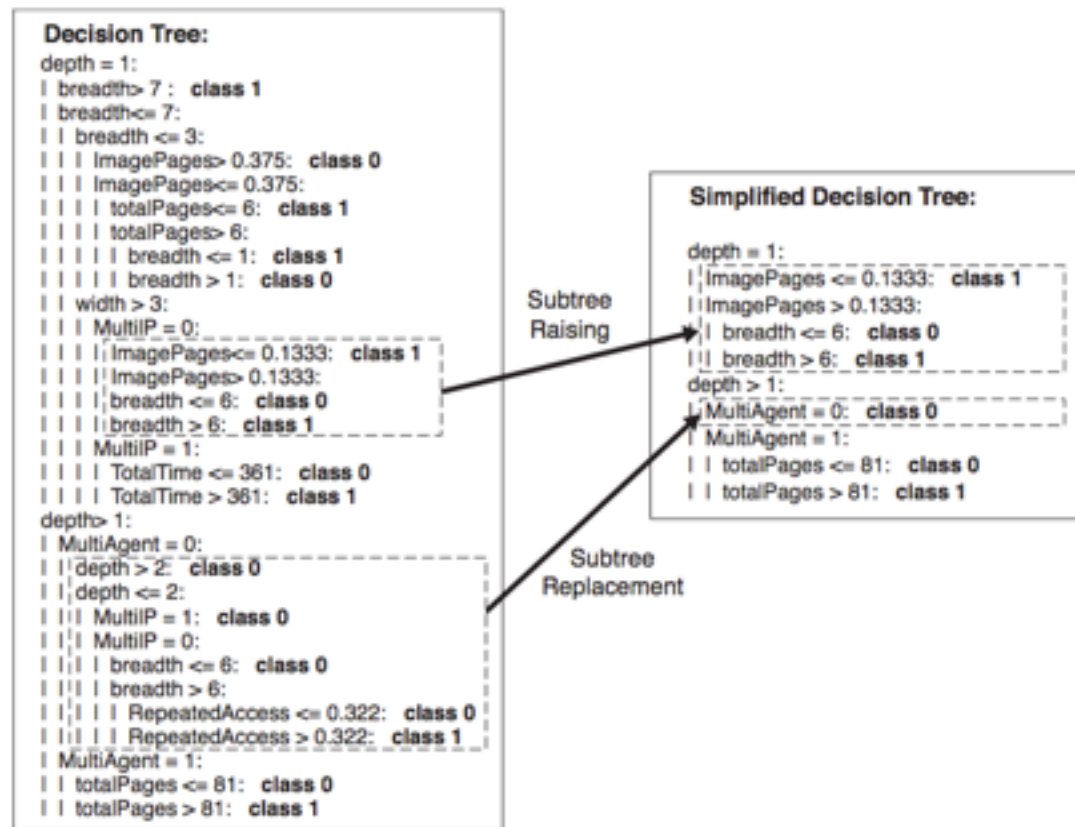 Decision Tree:
depth = 1:
| breadth> 7 : class 1
| breadth<= 7:
| | breadth <= 3:
| | | ImagePages> 0.375: class 0
| | | ImagePages<= 0.375:
| | | | totalPages<= 6: class 1
| | | | totalPages> 6:
| | | | | breadth <= 1: class 1
| | | | | breadth > 1: class 0
| | width > 3:
| | | MultiIP = 0:
| | | | ImagePages<= 0.1333: class 1
| | | | ImagePages> 0.1333:
| | | | breadth <= 6: class 0
| | | | breadth > 6: class 1
| | | MultiIP = 1:
| | | | TotalTime <= 361: class 0
| | | | TotalTime > 361: class 1
depth> 1:
| MultiAgent = 0:
| | depth > 2: class 0
| | depth <= 2:
| | | MultiIP = 1: class 0
| | | MultiIP = 0:
| | | | breadth <= 6: class 0
| | | | breadth > 6:
| | | | | RepeatedAccess <= 0.322: class 0
| | | | | RepeatedAccess > 0.322: class 1
| MultiAgent = 1:
| | totalPages <= 81: class 0
| | totalPages > 81: class 1
Subtree
Raising
Subtree
Replacement
Simplified Decision Tree:
depth = 1:
| ImagePages <= 0.1333: class 1
| ImagePages > 0.1333:
| | breadth <= 6: class 0
| | breadth > 6: class 1
depth > 1:
| MultiAgent = 0: class 0
| MultiAgent = 1:
| | totalPages <= 81: class 0
| | totalPages > 81: class 1